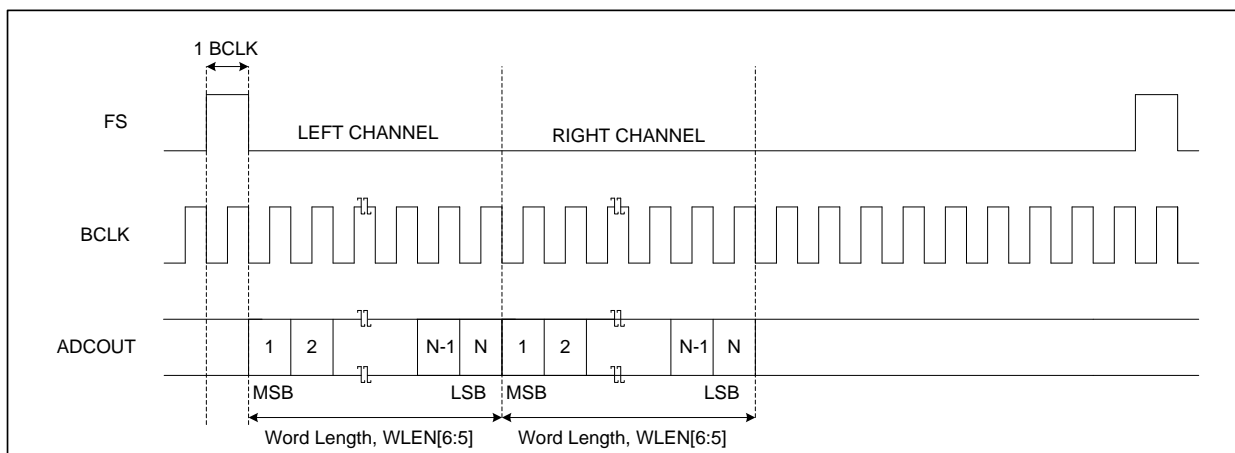 1 BCLK
FS
LEFT CHANNEL
RIGHT CHANNEL
BCLK
ADCOUT
1 2 N-1 N 1 2 N-1 N
MSB LSB MSB LSB
Word Length, WLEN[6:5] Word Length, WLEN[6:5]